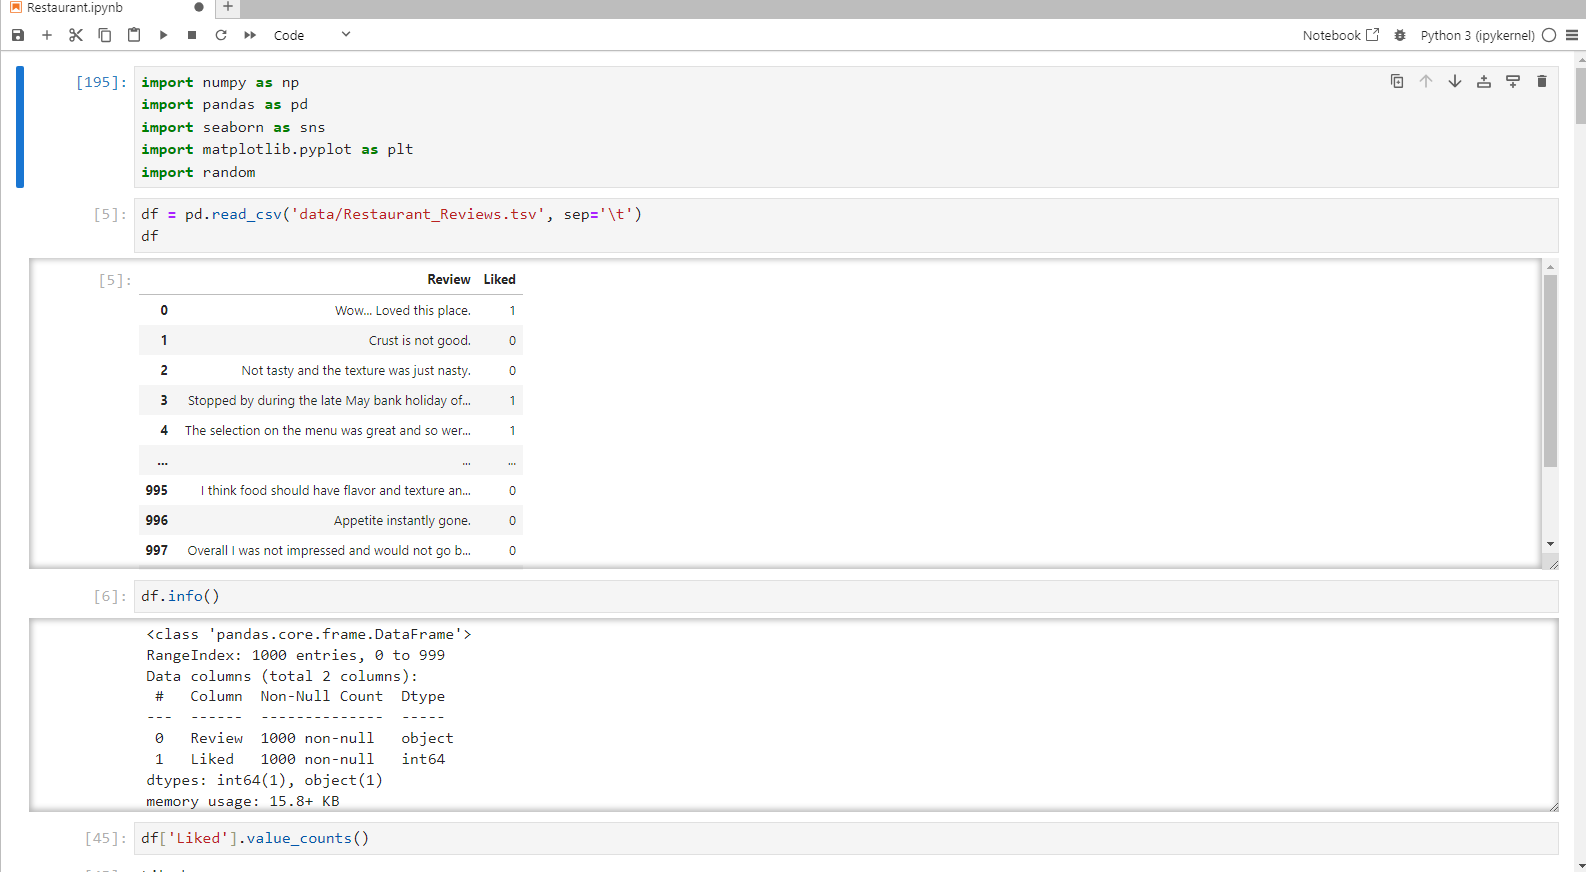 Restaurant.ipynb
Code
Notebook
Python 3 (ipykernel)
[195]:
import numpy as np
import pandas as pd
import seaborn as sns
import matplotlib.pyplot as plt
import random
[5]:
df = pd.read_csv('data/Restaurant_Reviews.tsv', sep='\t')
df
[5]:
Review Liked
0 Wow... Loved this place. 1
1 Crust is not good. 0
2 Not tasty and the texture was just nasty. 0
3 Stopped by during the late May bank holiday of... 1
4 The selection on the menu was great and so wer... 1
... ... ...
995 I think food should have flavor and texture an... 0
996 Appetite instantly gone. 0
997 Overall I was not impressed and would not go b... 0
[6]:
df.info()
<class 'pandas.core.frame.DataFrame'>
RangeIndex: 1000 entries, 0 to 999
Data columns (total 2 columns):
# Column Non-Null Count Dtype
--- ------ -------------- -----
0 Review 1000 non-null object
1 Liked 1000 non-null int64
dtypes: int64(1), object(1)
memory usage: 15.8+ KB
[45]:
df['Liked'].value_counts()